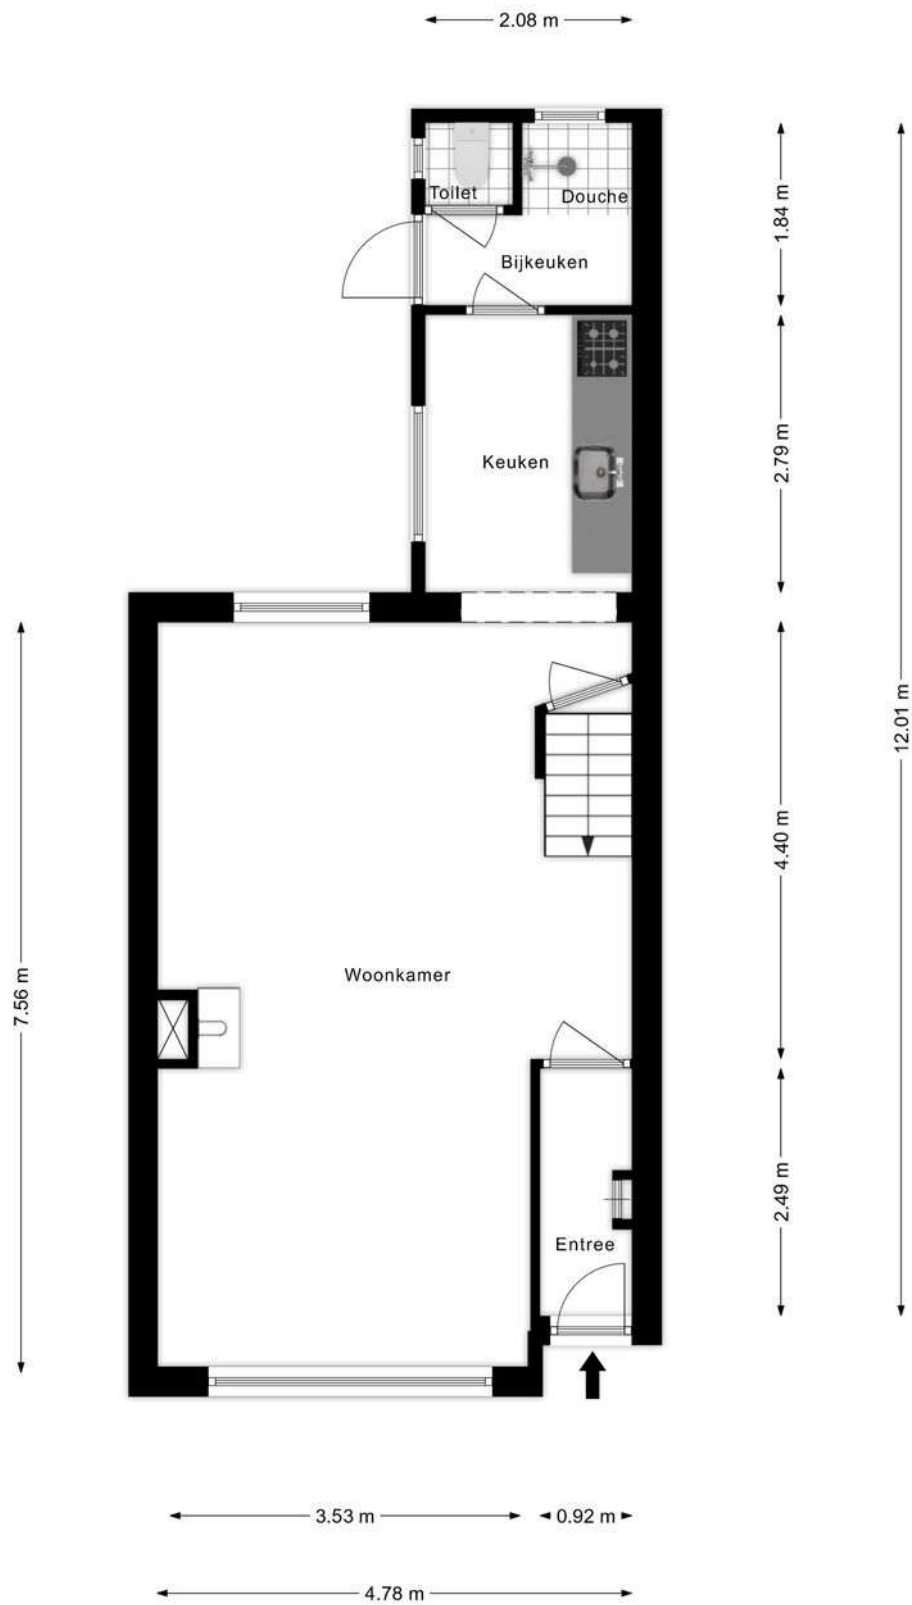 2.08 m
Toilet
Douche
1.84 m
Bijkeuken
Keuken
2.79 m
12.01 m
4.40 m
Woonkamer
7.56 m
2.49 m
Entree
3.53 m
0.92 m
4.78 m